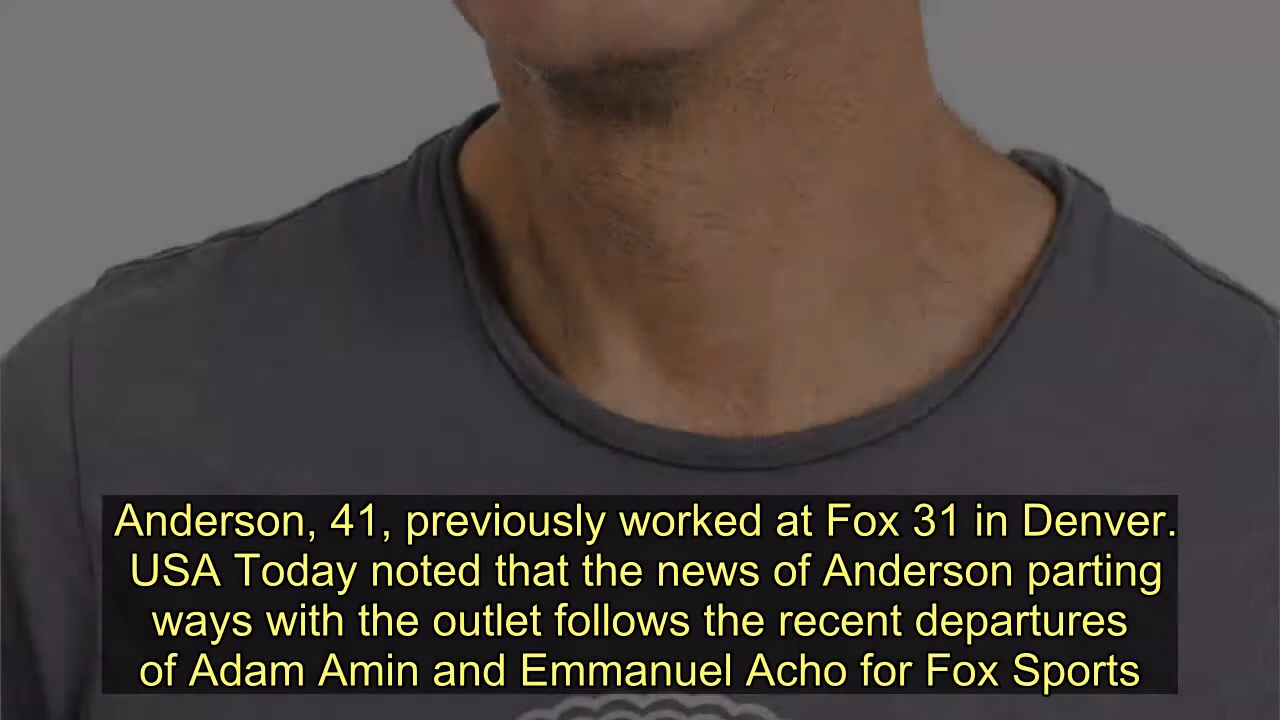 Anderson, 41, previously worked at Fox 31 in Denver.
USA Today noted that the news of Anderson parting
ways with the outlet follows the recent departures
of Adam Amin and Emmanuel Acho for Fox Sports